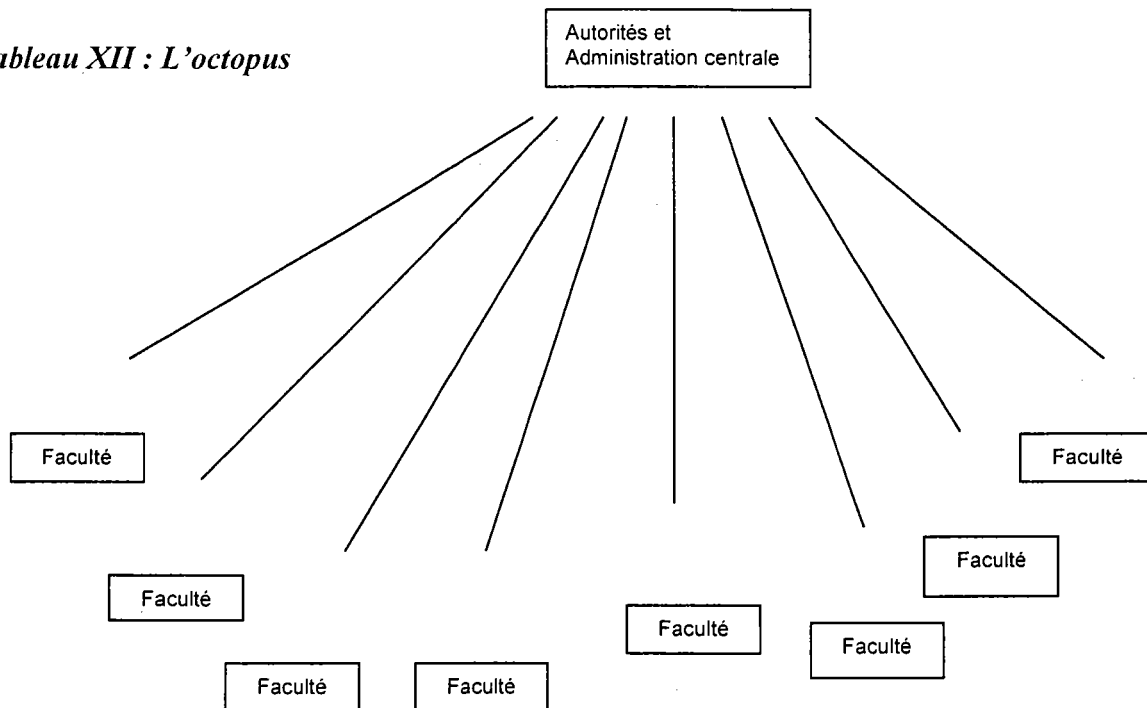 ableau XII : L'octopus
Autorités et
Administration centrale
Faculté
Faculté
Faculté
Faculté
Faculté
Faculté
Faculté
Faculté